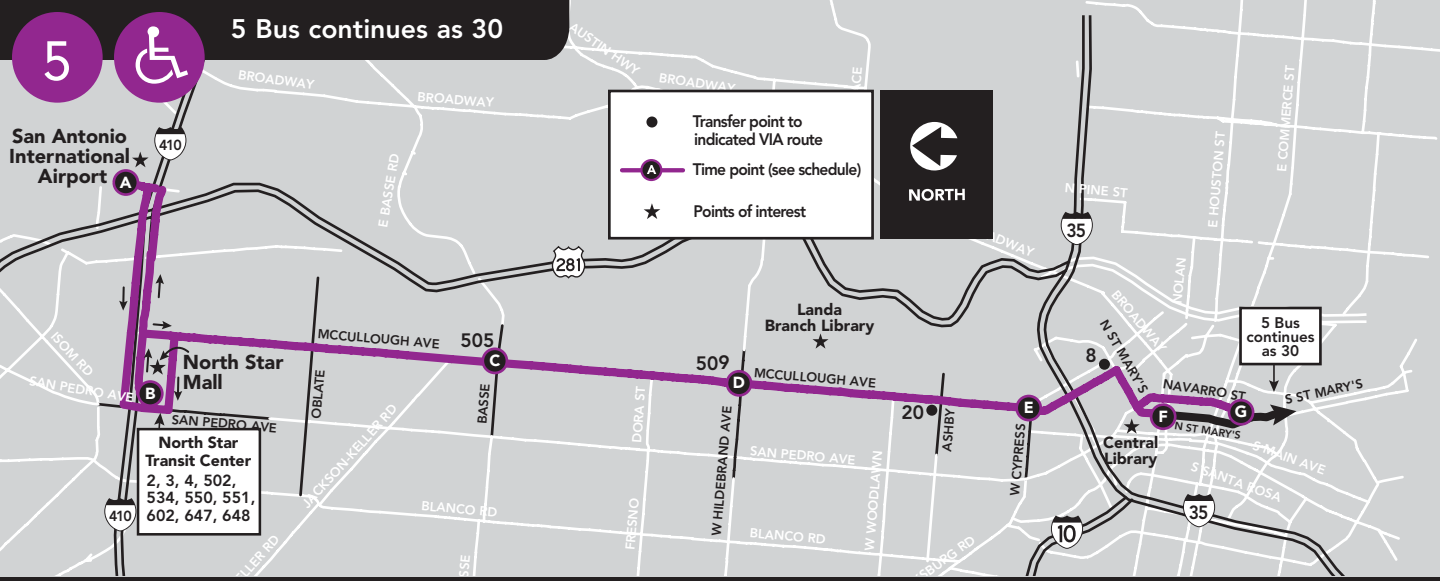 5
5 Bus continues as 30
AUSTIN HWY
BROADWAY
BROADWAY
BROADWAY
San Antonio
International
Airport
410
A
Transfer point to
indicated VIA route
A
Time point (see schedule)
Points of interest
NORTH
E BASSE RD
N PINE ST
E HOUSTON ST
E COMMERCE ST
35
281
NOLAN
BROADWAY
ISOM RD
MCCULLOUGH AVE
505
C
Landa
Branch Library
509
D
MCCULLOUGH AVE
North Star
Mall
B
SAN PEDRO AVE
SAN PEDRO AVE
OBLATE
BASSE
JACKSON-KELLER RD
DORA ST
W HILDEBRAND AVE
20
ASHBY
E
W CYPRESS
8
N ST MARY'S
NAVARRO ST
F
G
N ST MARY'S
S ST MARY'S
5 Bus
continues
as 30
Central
Library
S MAIN AVE
S SANTA ROSA
North Star
Transit Center
2, 3, 4, 502,
534, 550, 551,
602, 647, 648
410
SAN PEDRO AVE
W WOODLAWN
BLANCO RD
FRESNO
BLANCO RD
10
35